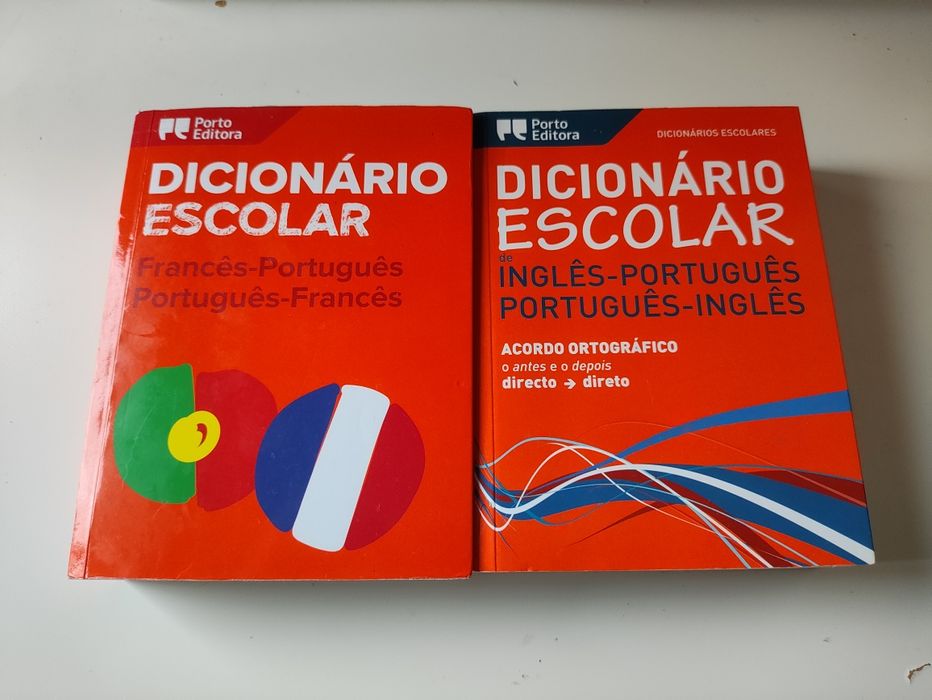 Porto
Editora
DICIONÁRIO
ESCOLAR
Francês-Português
Português-Francês
Porto
Editora
DICIONÁRIOS ESCOLARES
DICIONÁRIO
ESCOLAR
de
INGLÊS-PORTUGUÊS
PORTUGUÊS-INGLÊS
ACORDO ORTOGRÁFICO
o antes e o depois
directo → direto